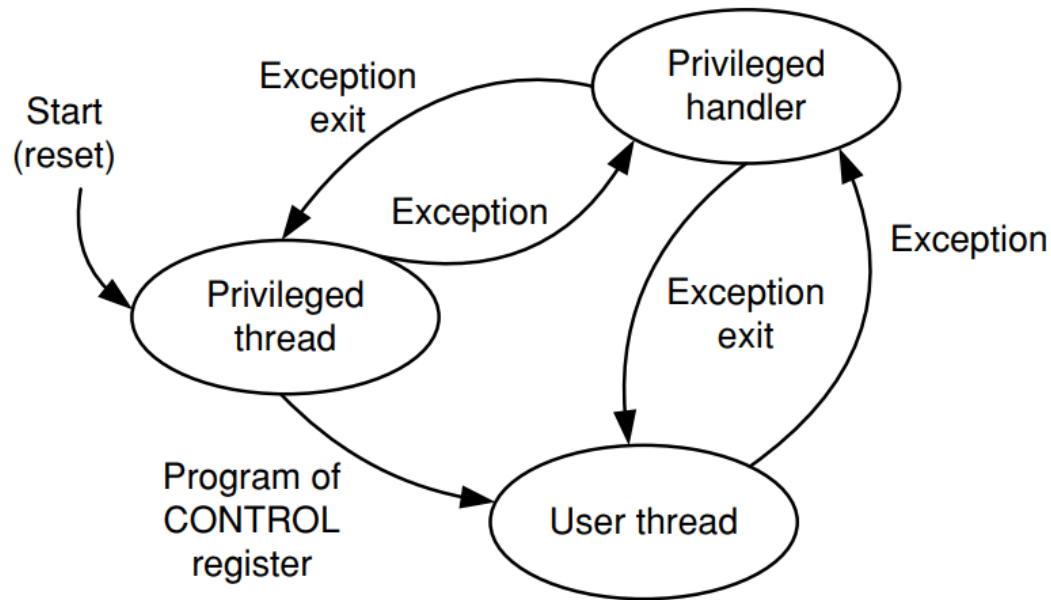 Privileged
handler
Exception
exit
Start
(reset)
Exception
Exception
Privileged
thread
Exception
exit
Program of
CONTROL
register
User thread